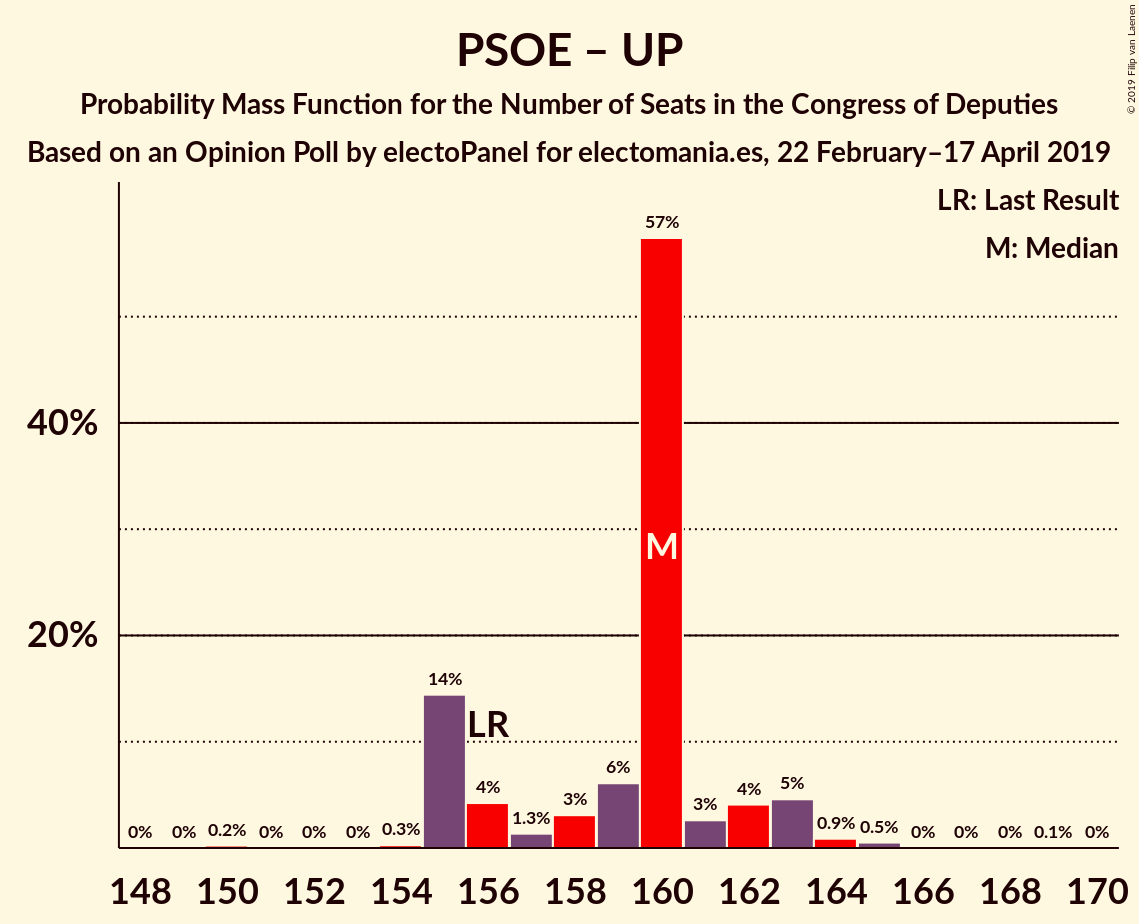 PSOE – UP
Probability Mass Function for the Number of Seats in the Congress of Deputies
Based on an Opinion Poll by electoPanel for electomania.es, 22 February–17 April 2019
© 2019 Filip van Laenen
LR: Last Result
M: Median
57%
40%
M
20%
14%
LR
0% 0% 0.2% 0% 0% 0% 0.3% 4% 1.3% 3% 6% 3% 4% 5% 0.9% 0.5% 0% 0% 0% 0.1% 0%
148 150 152 154 156 158 160 162 164 166 168 170